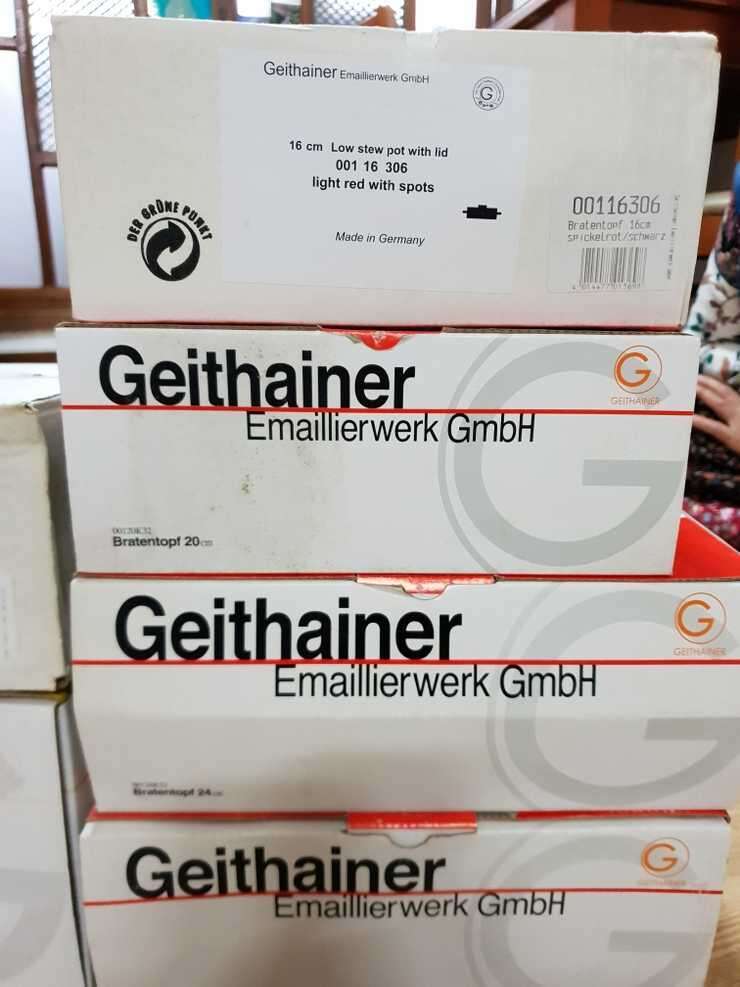 Geithainer Emaillierwerk GmbH
G
16 cm Low stew pot with lid
001 16 306
light red with spots
Made in Germany
DER GRÜNE PUNKT
00116306
Bratentopf 16cm
spickelrot/schwarz
Geithainer
Emaillierwerk GmbH
G
GEITHAINER
Bratentopf 20cm
Geithainer
Emaillierwerk GmbH
G
GEITHAINER
Bratentopf 24cm
Geithainer
Emaillierwerk GmbH
G